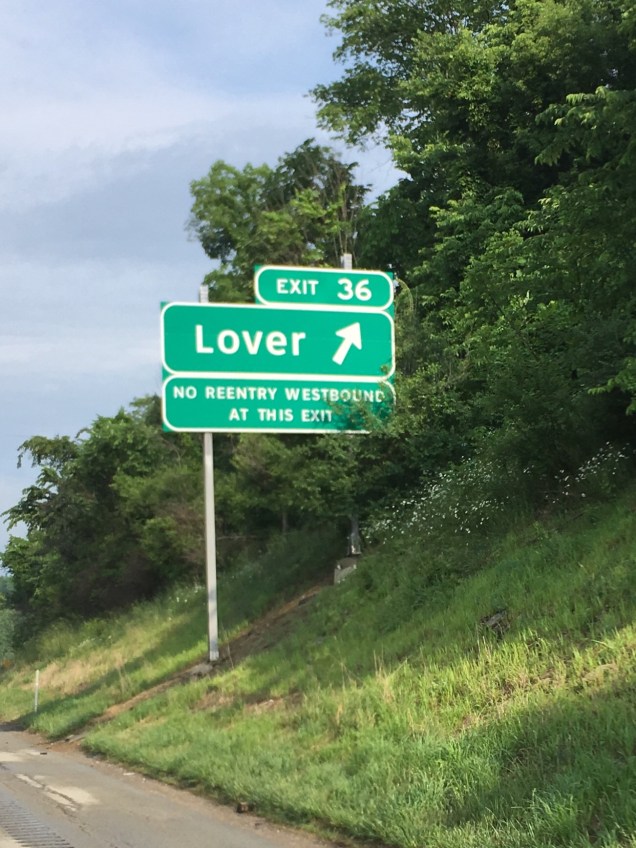 EXIT 36
Lover
NO REENTRY WESTBOUND
AT THIS EXIT